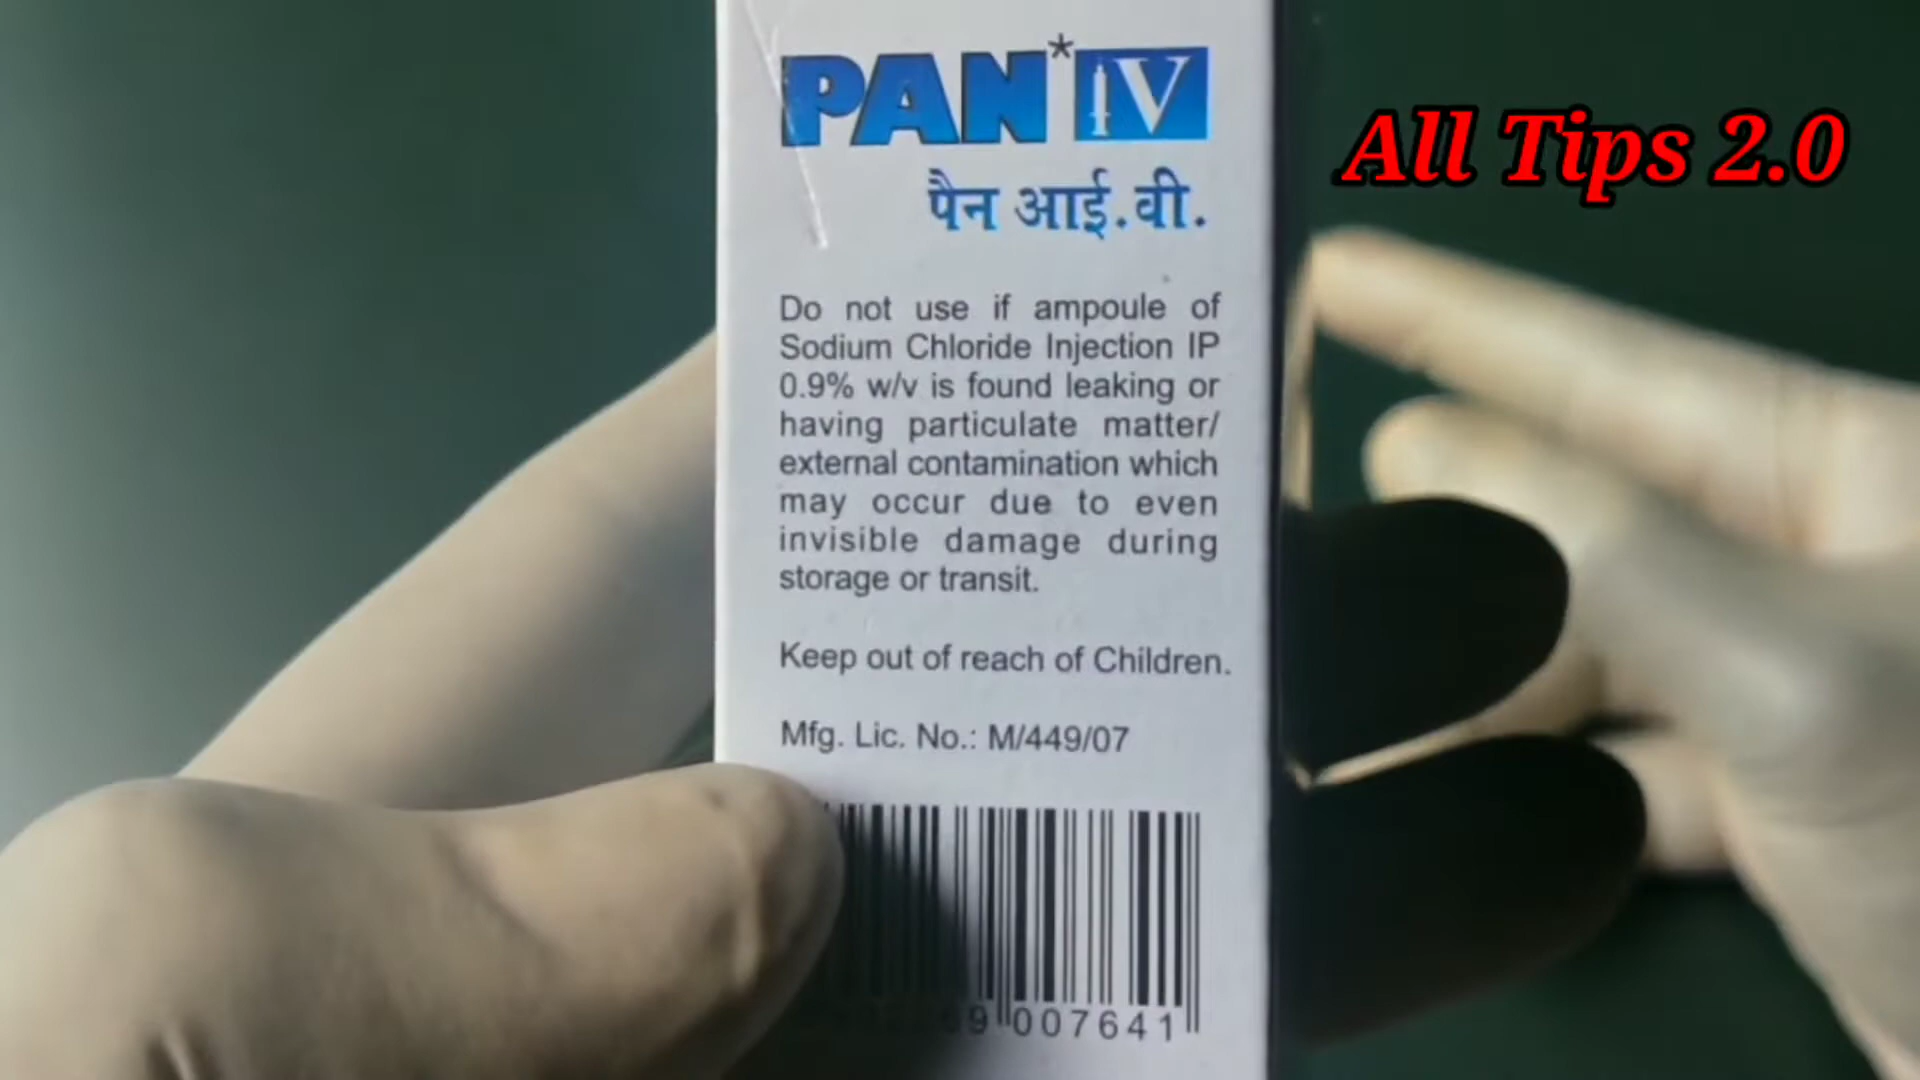 PAN* IV
All Tips 2.0
पैन आई.वी.
Do not use if ampoule of
Sodium Chloride Injection IP
0.9% w/v is found leaking or
having particulate matter/
external contamination which
may occur due to even
invisible damage during
storage or transit.
Keep out of reach of Children.
Mfg. Lic. No.: M/449/07
9 007641